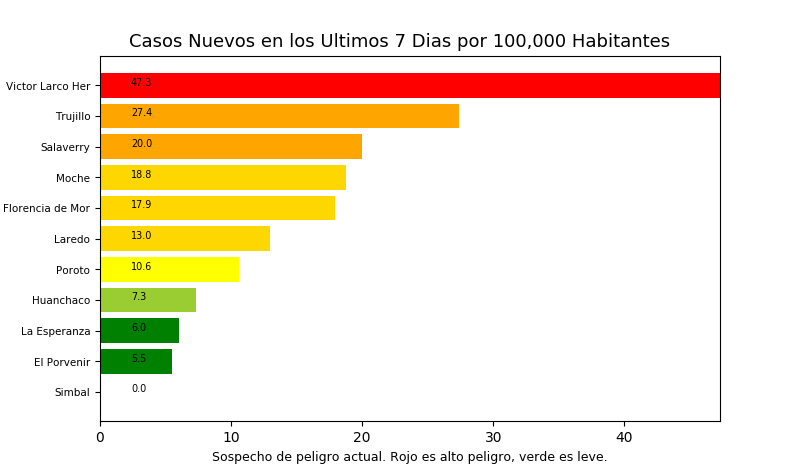 Casos Nuevos en los Ultimos 7 Dias por 100,000 Habitantes
Victor Larco Her 47.3
Trujillo 27.4
Salaverry 20.0
Moche 18.8
Florencia de Mor 17.9
Laredo 13.0
Poroto 10.6
Huanchaco 7.3
La Esperanza 6.0
El Porvenir 5.5
Simbal 0.0
0 10 20 30 40
Sospecho de peligro actual. Rojo es alto peligro, verde es leve.